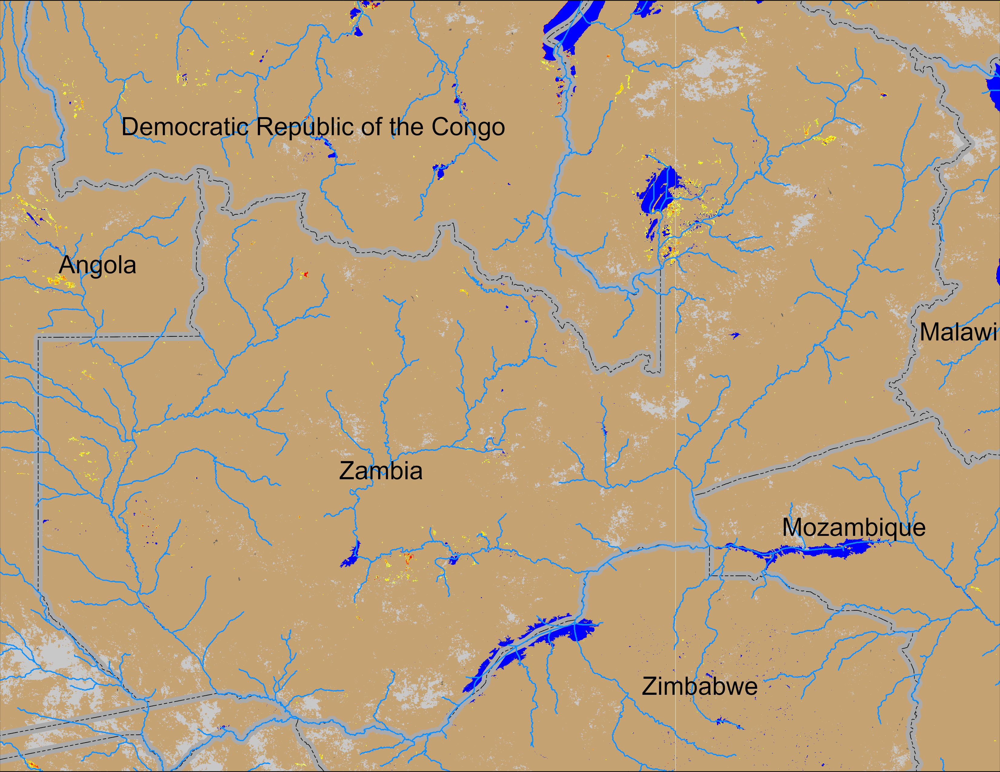 Democratic Republic of the Congo
Angola
Malawi
Zambia
Mozambique
Zimbabwe